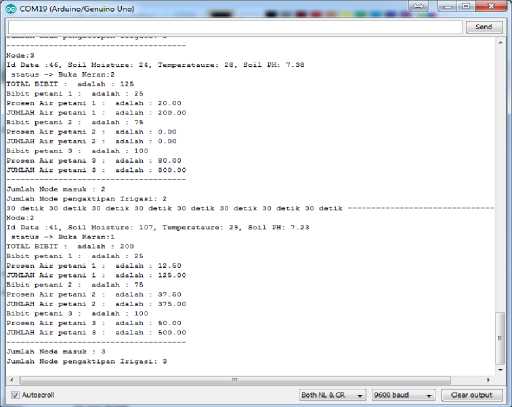 COM19 (Arduino/Genuino Uno)
Send
----------------------------------
Node:3
Id Data :46, Soil Moisture: 24, Temperataure: 28, Soil PH: 7.38
status -> Buka Keran:2
TOTAL BIBIT : adalah : 125
Bibit petani 1 : adalah : 25
Prosen Air petani 1 : adalah : 20.00
JUMLAH Air petani 1 : adalah : 200.00
Bibit petani 2 : adalah : 75
Prosen Air petani 2 : adalah : 0.00
JUMLAH Air petani 2 : adalah : 0.00
Bibit petani 3 : adalah : 100
Prosen Air petani 3 : adalah : 80.00
JUMLAH Air petani 3 : adalah : 800.00
----------------------------------
Jumlah Node masuk : 2
Jumlah Node pengaktipan Irigasi: 2
30 detik 30 detik 30 detik 30 detik 30 detik 30 detik 30 detik 30 detik ----------------------------------
Node:2
Id Data :41, Soil Moisture: 107, Temperataure: 29, Soil PH: 7.23
status -> Buka Keran:1
TOTAL BIBIT : adalah : 200
Bibit petani 1 : adalah : 25
Prosen Air petani 1 : adalah : 12.50
JUMLAH Air petani 1 : adalah : 125.00
Bibit petani 2 : adalah : 75
Prosen Air petani 2 : adalah : 37.50
JUMLAH Air petani 2 : adalah : 375.00
Bibit petani 3 : adalah : 100
Prosen Air petani 3 : adalah : 50.00
JUMLAH Air petani 3 : adalah : 500.00
----------------------------------
Jumlah Node masuk : 3
Jumlah Node pengaktipan Irigasi: 3
Autoscroll
Both NL & CR
9600 baud
Clear output